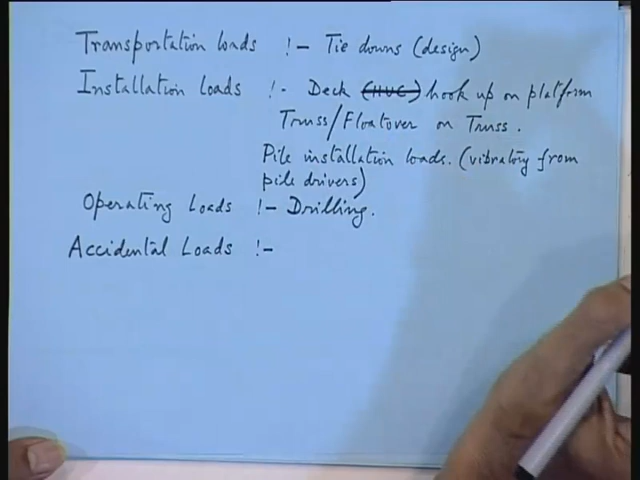 Transportation loads :- Tie downs (design)
Installation Loads :- Deck (HUC) hook up on platform
Truss/Floatover on Truss.
Pile installation loads. (vibratory from
pile drivers)
Operating Loads :- Drilling.
Accidental Loads :-